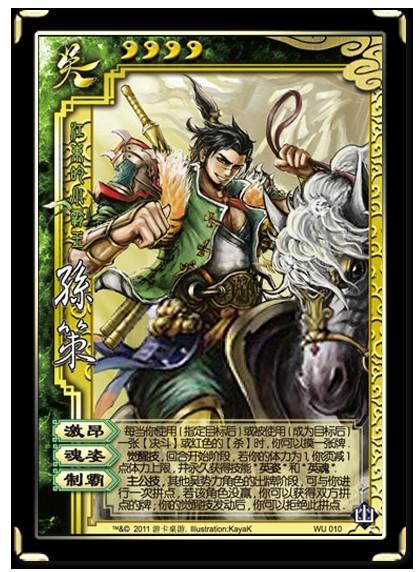 吴
江东的小霸王
孫策
激昂
每当你使用（指定目标后）或被使用（成为目标后）
一张【决斗】或红色的【杀】时，你可以摸一张牌。
魂姿
觉醒技，回合开始阶段，若你的体力为1，你须减1
点体力上限，并永久获得技能“英姿”和“英魂”。
制霸
主公技，其他吴势力角色的出牌阶段，可与你进
行一次拼点，若该角色没赢，你可以获得双方拼
点的牌；你的觉醒技发动后，你可以拒绝此拼点。
™&© 2011 游卡桌游. Illustration:KayaK
WU 010
山